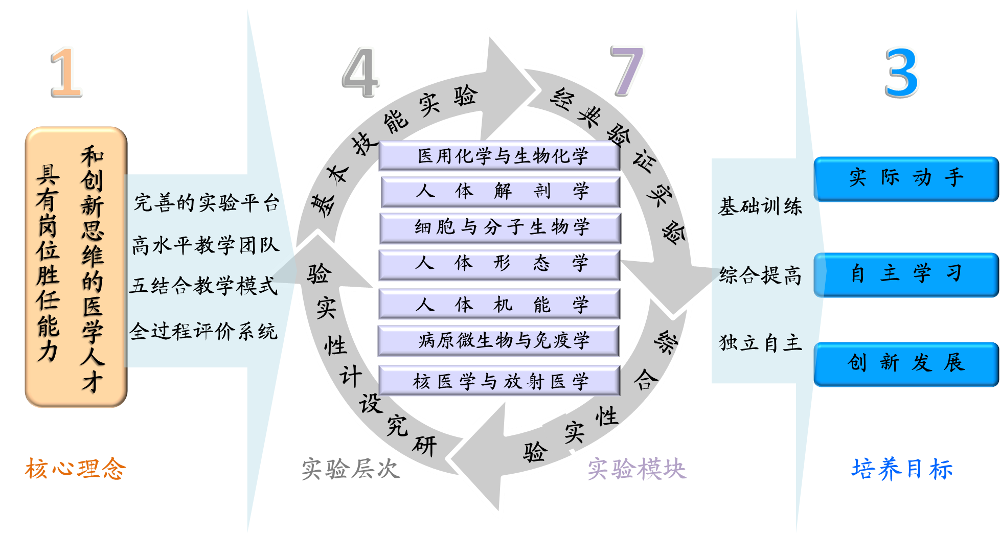 1
具有岗位胜任能力
和创新思维的医学人才
核心理念
完善的实验平台
高水平教学团队
五结合教学模式
全过程评价系统
4
7
基本技能实验
经典验证实验
综合性实验
研究设计性实验
医用化学与生物化学
人体解剖学
细胞与分子生物学
人体形态学
人体机能学
病原微生物与免疫学
核医学与放射医学
实验层次
实验模块
基础训练
综合提高
独立自主
3
实际动手
自主学习
创新发展
培养目标